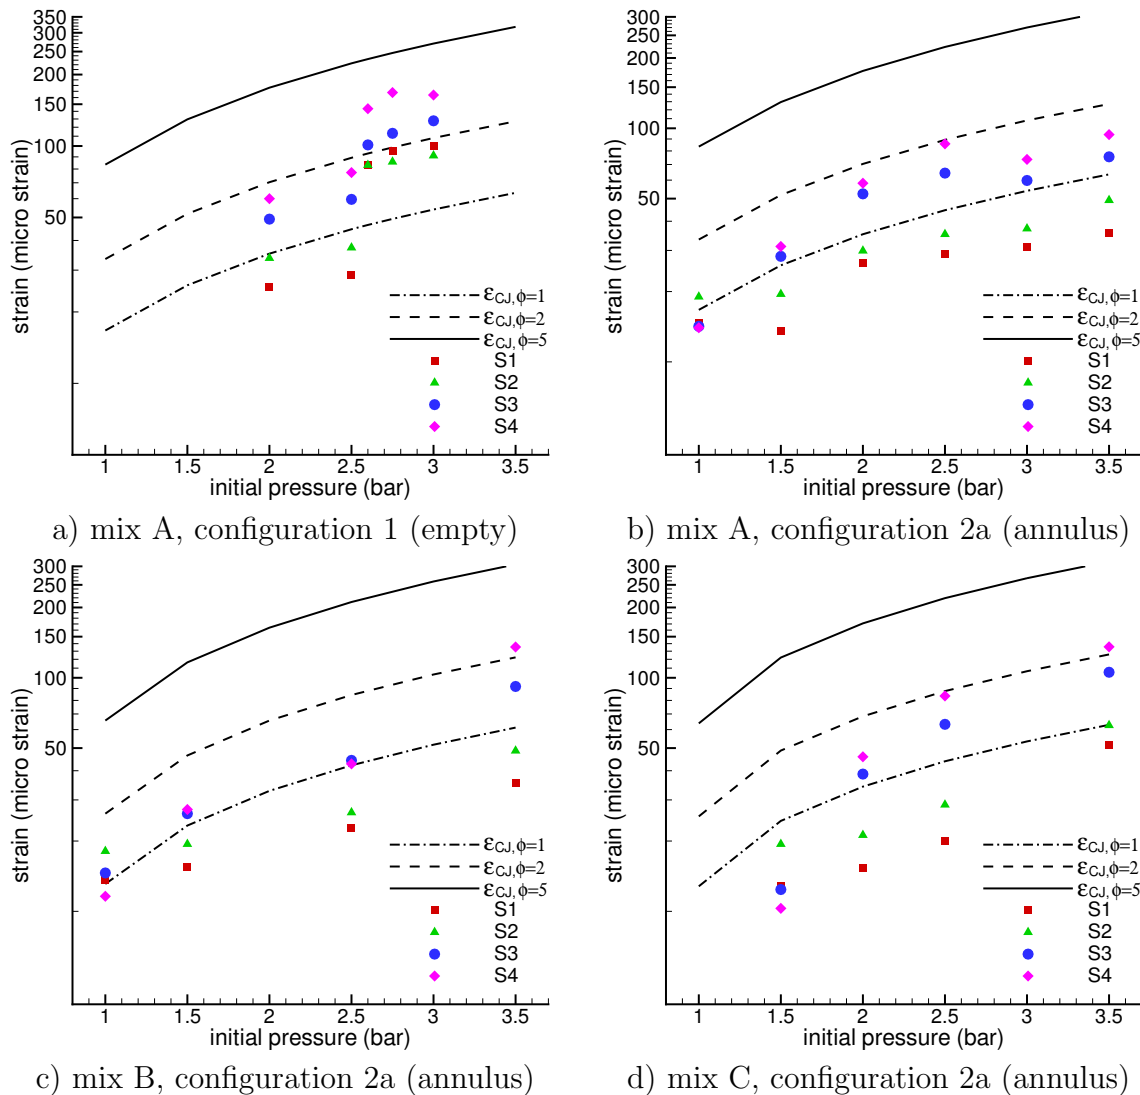 350
300
250
200
150
100
50
strain (micro strain)
εCJ,ϕ=1
εCJ,ϕ=2
εCJ,ϕ=5
S1
S2
S3
S4
1 1.5 2 2.5 3 3.5
initial pressure (bar)
a) mix A, configuration 1 (empty)
300
250
200
150
100
50
strain (micro strain)
εCJ,ϕ=1
εCJ,ϕ=2
εCJ,ϕ=5
S1
S2
S3
S4
1 1.5 2 2.5 3 3.5
initial pressure (bar)
b) mix A, configuration 2a (annulus)
300
250
200
150
100
50
strain (micro strain)
εCJ,ϕ=1
εCJ,ϕ=2
εCJ,ϕ=5
S1
S2
S3
S4
1 1.5 2 2.5 3 3.5
initial pressure (bar)
c) mix B, configuration 2a (annulus)
300
250
200
150
100
50
strain (micro strain)
εCJ,ϕ=1
εCJ,ϕ=2
εCJ,ϕ=5
S1
S2
S3
S4
1 1.5 2 2.5 3 3.5
initial pressure (bar)
d) mix C, configuration 2a (annulus)